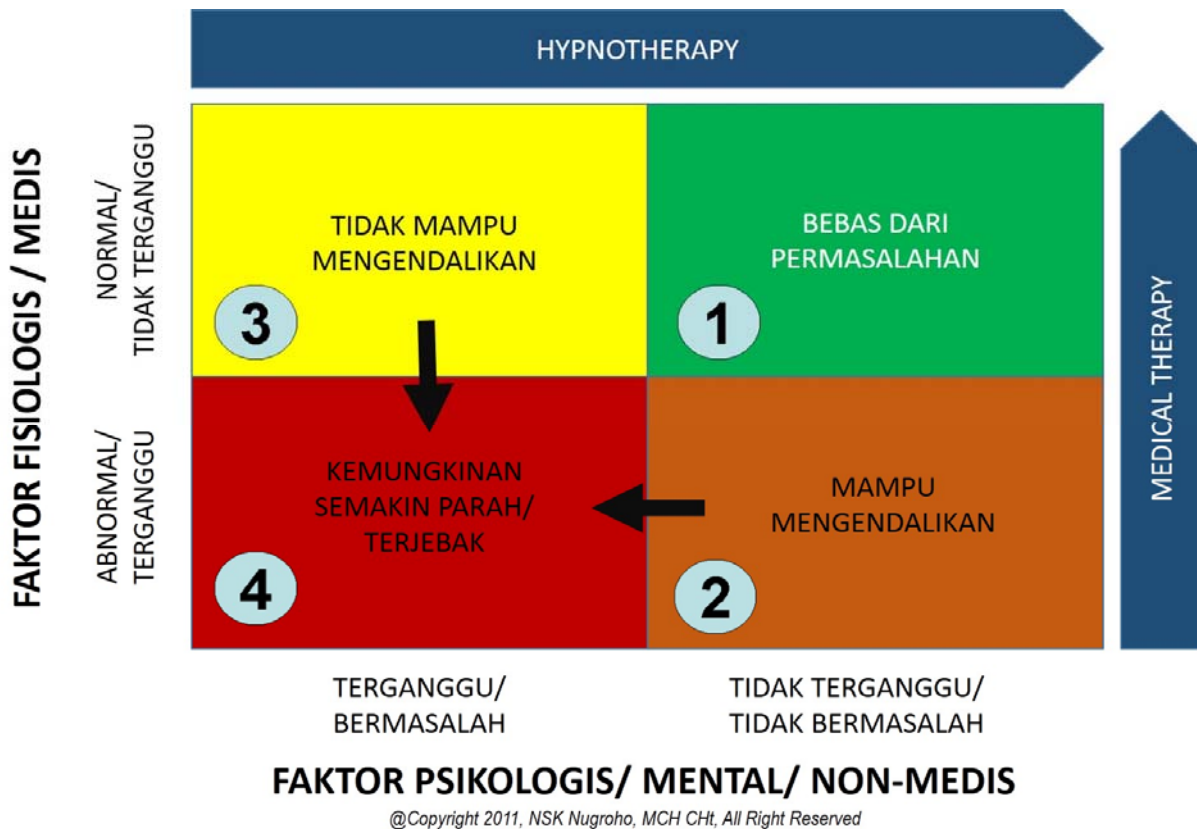 HYPNOTHERAPY
FAKTOR FISIOLOGIS / MEDIS
NORMAL/
TIDAK TERGANGGU
TIDAK MAMPU
MENGENDALIKAN
3
BEBAS DARI
PERMASALAHAN
1
MEDICAL THERAPY
ABNORMAL/
TERGANGGU
KEMUNGKINAN
SEMAKIN PARAH/
TERJEBAK
4
MAMPU
MENGENDALIKAN
2
TERGANGGU/
BERMASALAH
TIDAK TERGANGGU/
TIDAK BERMASALAH
FAKTOR PSIKOLOGIS/ MENTAL/ NON-MEDIS
@Copyright 2011, NSK Nugroho, MCH CHt, All Right Reserved